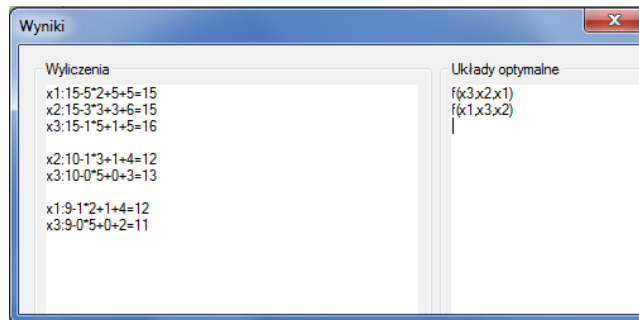 Wyniki
Wyliczenia
x1:15-5*2+5+5=15
x2:15-3*3+3+6=15
x3:15-1*5+1+5=16
x2:10-1*3+1+4=12
x3:10-0*5+0+3=13
x1:9-1*2+1+4=12
x3:9-0*5+0+2=11
Układy optymalne
f(x3,x2,x1)
f(x1,x3,x2)